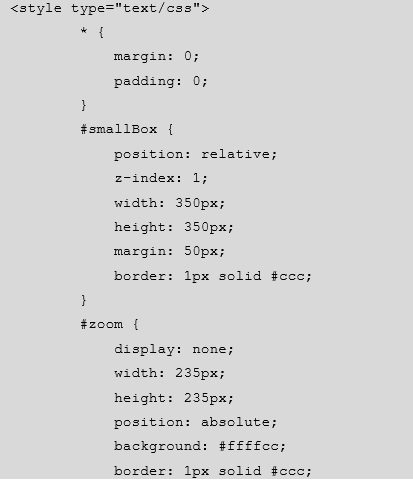 <style type="text/css">
* {
margin: 0;
padding: 0;
}
#smallBox {
position: relative;
z-index: 1;
width: 350px;
height: 350px;
margin: 50px;
border: 1px solid #ccc;
}
#zoom {
display: none;
width: 235px;
height: 235px;
position: absolute;
background: #ffffcc;
border: 1px solid #ccc;